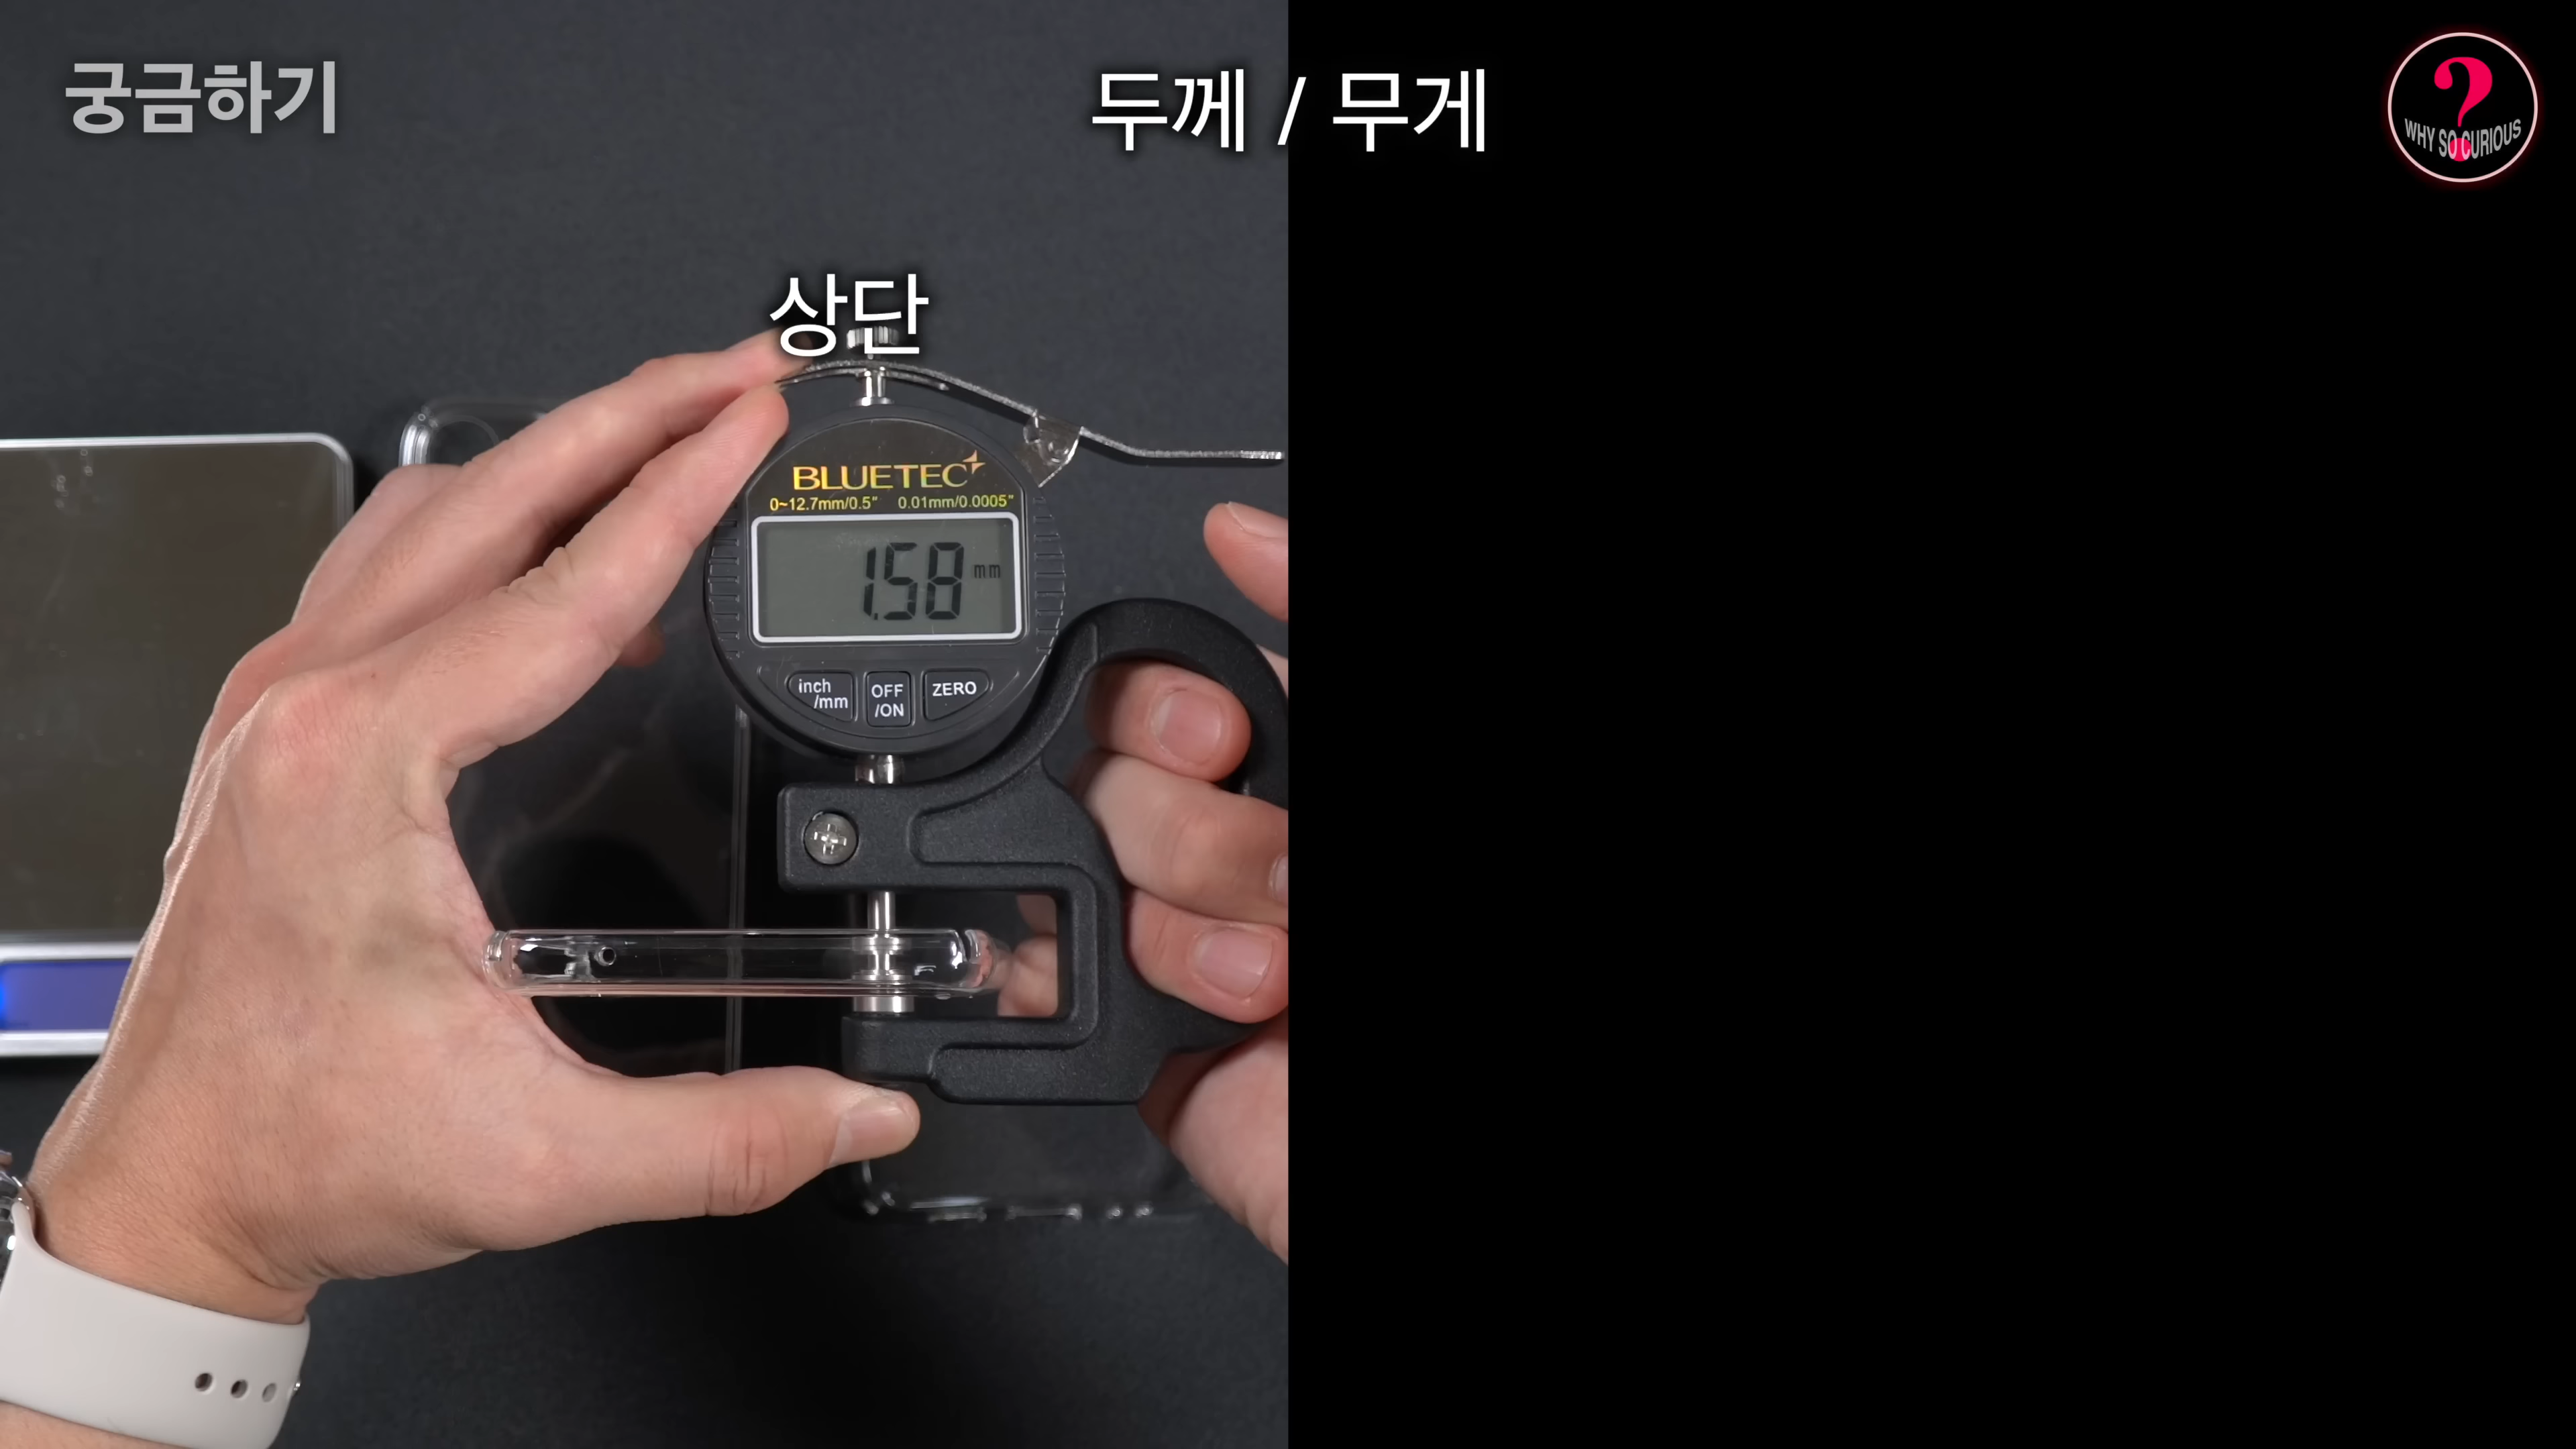 궁금하기
두께 / 무게
?
WHY SO CURIOUS
상단
BLUETEC
0~12.7mm/0.5" 0.01mm/0.0005"
1.58 mm
inch
/mm
OFF
/ON
ZERO